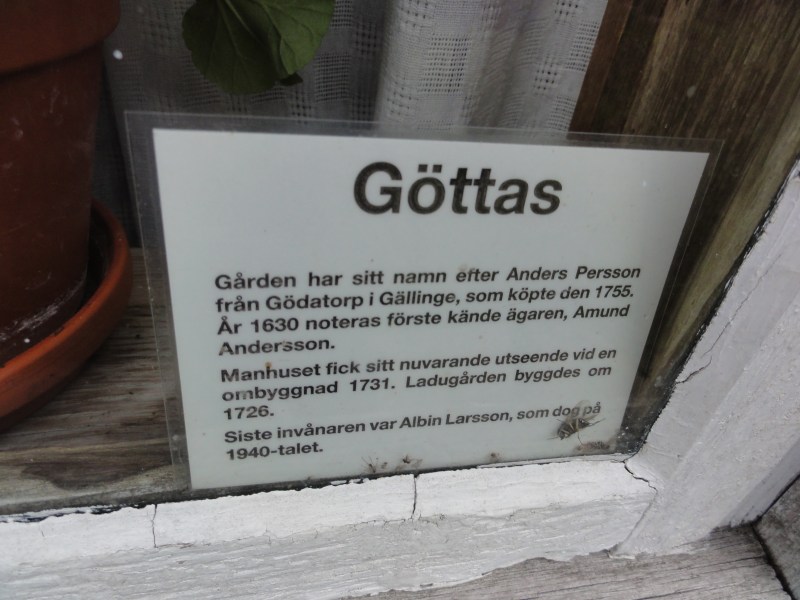 Göttas
Gården har sitt namn efter Anders Persson
från Gödatorp i Gällinge, som köpte den 1755.
År 1630 noteras förste kände ägaren, Amund
Andersson.
Manhuset fick sitt nuvarande utseende vid en
ombyggnad 1731. Ladugården byggdes om
1726.
Siste invånaren var Albin Larsson, som dog på
1940-talet.